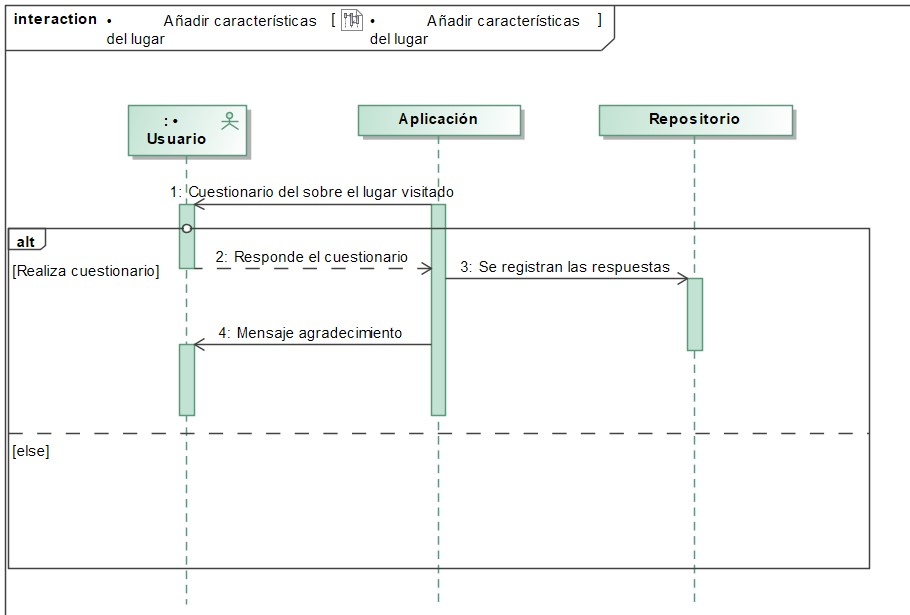 interaction • Añadir características [ • Añadir características ]
del lugar del lugar
: •
Usuario
Aplicación
Repositorio
1: Cuestionario del sobre el lugar visitado
alt
2: Responde el cuestionario
[Realiza cuestionario]
3: Se registran las respuestas
4: Mensaje agradecimiento
[else]